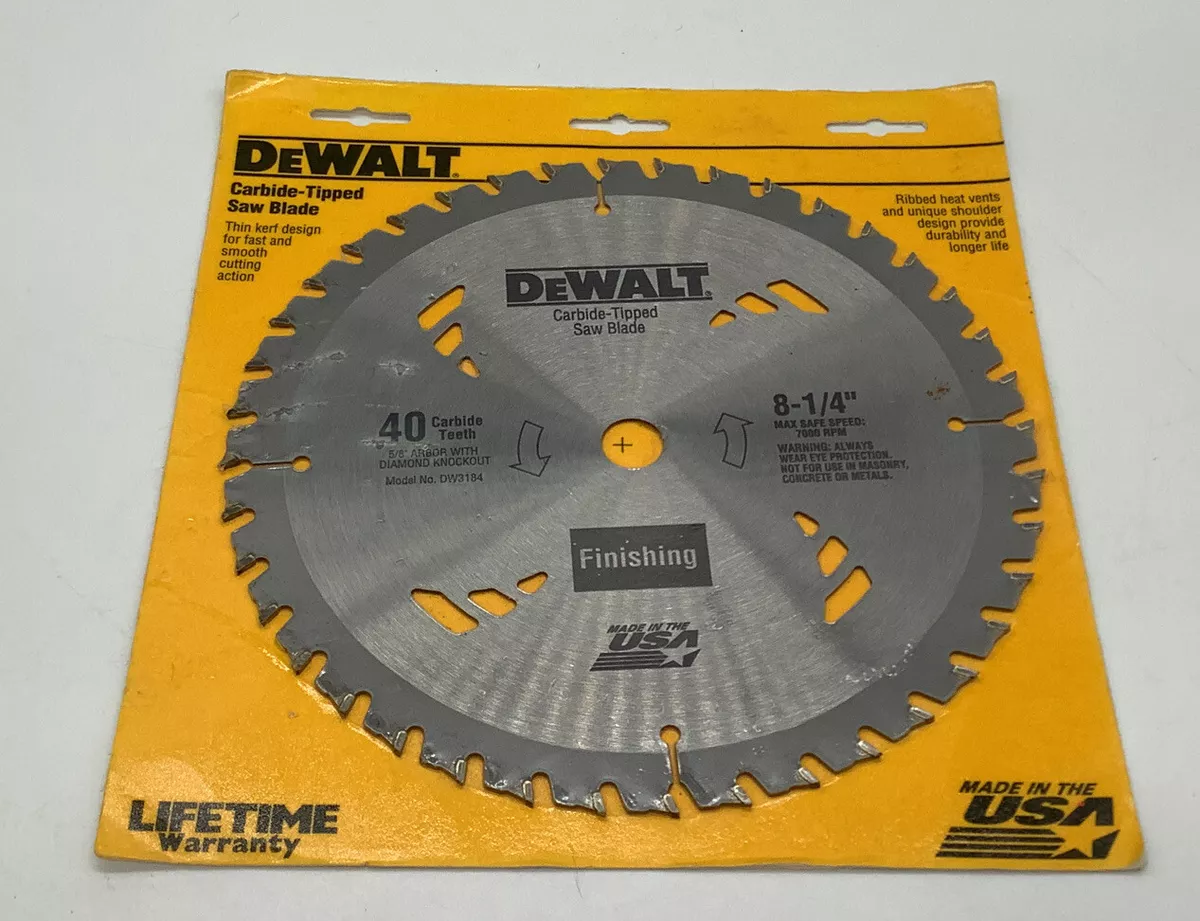 DEWALT®
Carbide-Tipped
Saw Blade
Thin kerf design
for fast and
smooth
cutting
action
Ribbed heat vents
and unique shoulder
design provide
durability and
longer life
DEWALT®
Carbide-Tipped
Saw Blade
40 Carbide
Teeth
5/8" ARBOR WITH
DIAMOND KNOCKOUT
Model No. DW3184
8-1/4"
MAX SAFE SPEED:
7000 RPM
WARNING: ALWAYS
WEAR EYE PROTECTION.
NOT FOR USE IN MASONRY,
CONCRETE OR METALS.
Finishing
MADE IN THE
USA
LIFETIME
Warranty
MADE IN THE
USA